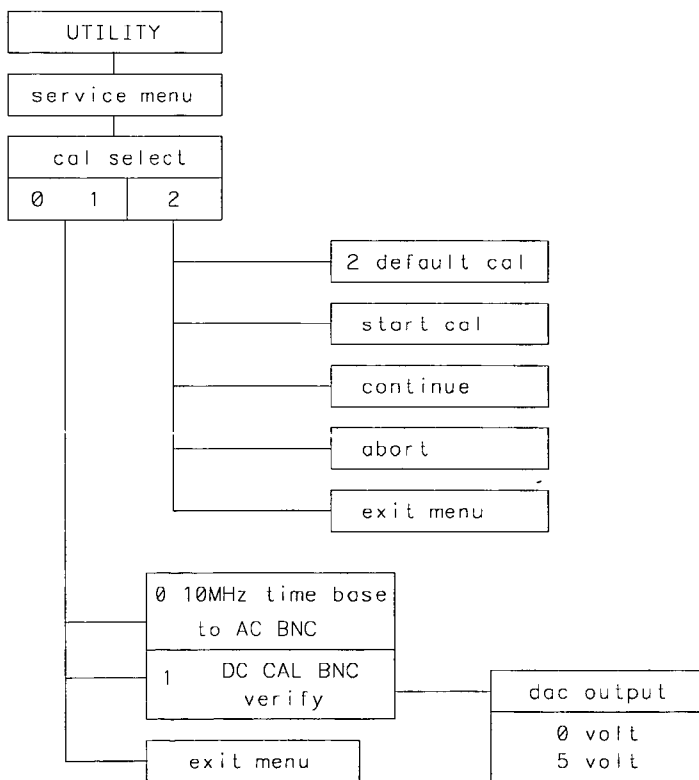 UTILITY
service menu
cal select
0 1 2
2 default cal
start cal
continue
abort
exit menu
0 10MHz time base
to AC BNC
1 DC CAL BNC
verify
dac output
0 volt
5 volt
exit menu